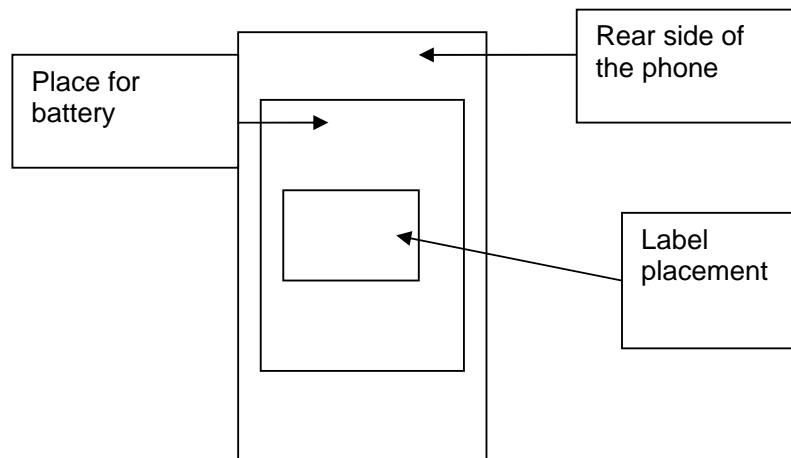 Rear side of
the phone
Place for
battery
Label
placement